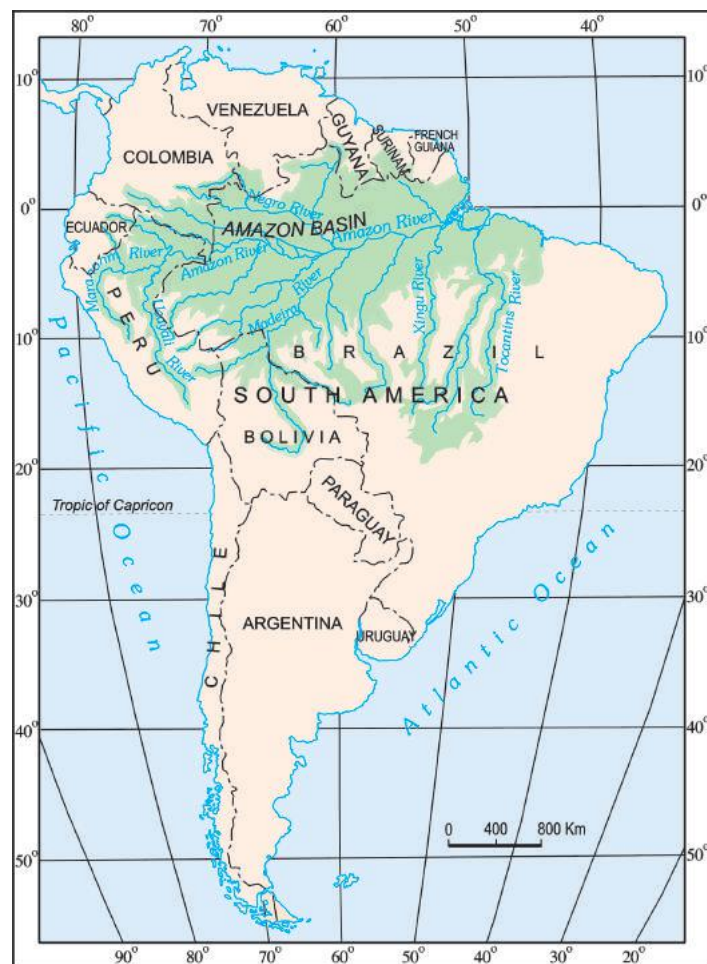 80° 70° 60° 50° 40°
10° 10°
VENEZUELA
GUYANA
SURINAM
FRENCH
GUIANA
COLOMBIA
Negro River
0° 0°
ECUADOR
AMAZON BASIN
Amazon River
Maranhim River
Amazon River
Xingu River
Tocantins River
Ucayali River
Madeira River
PERU
10° 10°
BRAZIL
SOUTH AMERICA
BOLIVIA
20° 20°
PARAGUAY
Tropic of Capricon
Pacific Ocean
CHILE
ARGENTINA
URUGUAY
Atlantic Ocean
30° 30°
40° 40°
0 400 800 Km
50° 50°
90° 80° 70° 60° 50° 40° 30° 20°